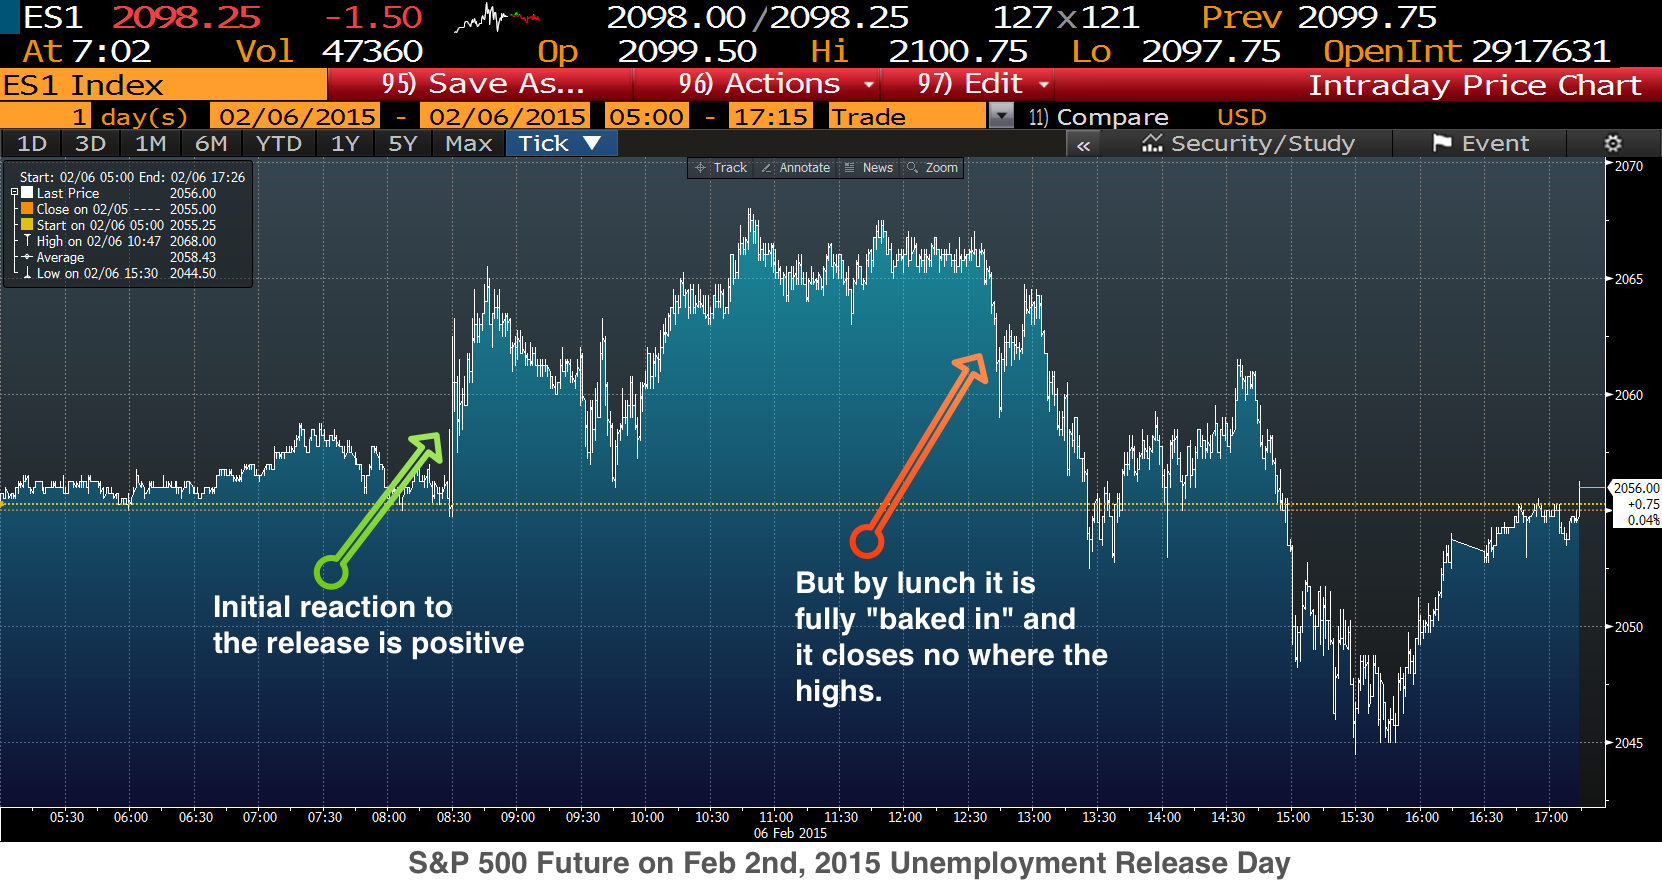 ES1 2098.25 -1.50 2098.00/2098.25 127x121 Prev 2099.75
At 7:02 Vol 47360 Op 2099.50 Hi 2100.75 Lo 2097.75 OpenInt 2917631
ES1 Index 95) Save As... 96) Actions 97) Edit Intraday Price Chart
1 day(s) 02/06/2015 - 02/06/2015 05:00 - 17:15 Trade 11) Compare USD
1D 3D 1M 6M YTD 1Y 5Y Max Tick ▼ « Security/Study Event
Track Annotate News Zoom
Start: 02/06 05:00 End: 02/06 17:26
Last Price 2056.00
Close on 02/05 ---- 2055.00
Start on 02/06 05:00 2055.25
High on 02/06 10:47 2068.00
Average 2058.43
Low on 02/06 15:30 2044.50
2070
2065
2060
2056.00
+0.75
0.04%
2050
2045
Initial reaction to
the release is positive
But by lunch it is
fully "baked in" and
it closes no where the
highs.
05:30 06:00 06:30 07:00 07:30 08:00 08:30 09:00 09:30 10:00 10:30 11:00 11:30 12:00 12:30 13:00 13:30 14:00 14:30 15:00 15:30 16:00 16:30 17:00
06 Feb 2015
S&P 500 Future on Feb 2nd, 2015 Unemployment Release Day